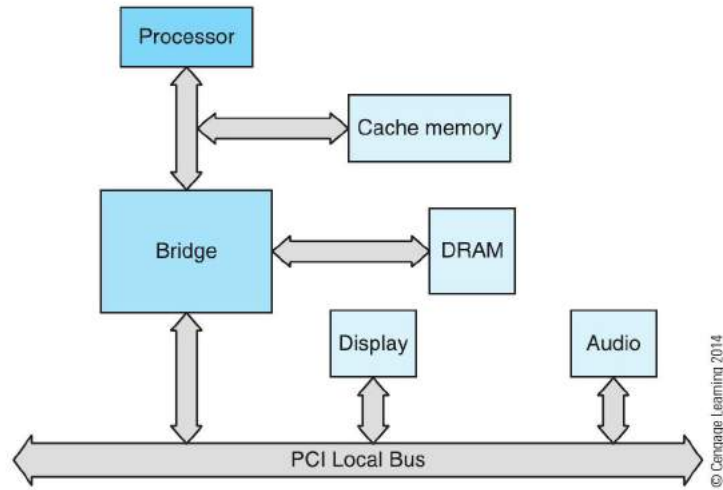 Processor
Cache memory
Bridge
DRAM
Display
Audio
PCI Local Bus
© Cengage Learning 2014